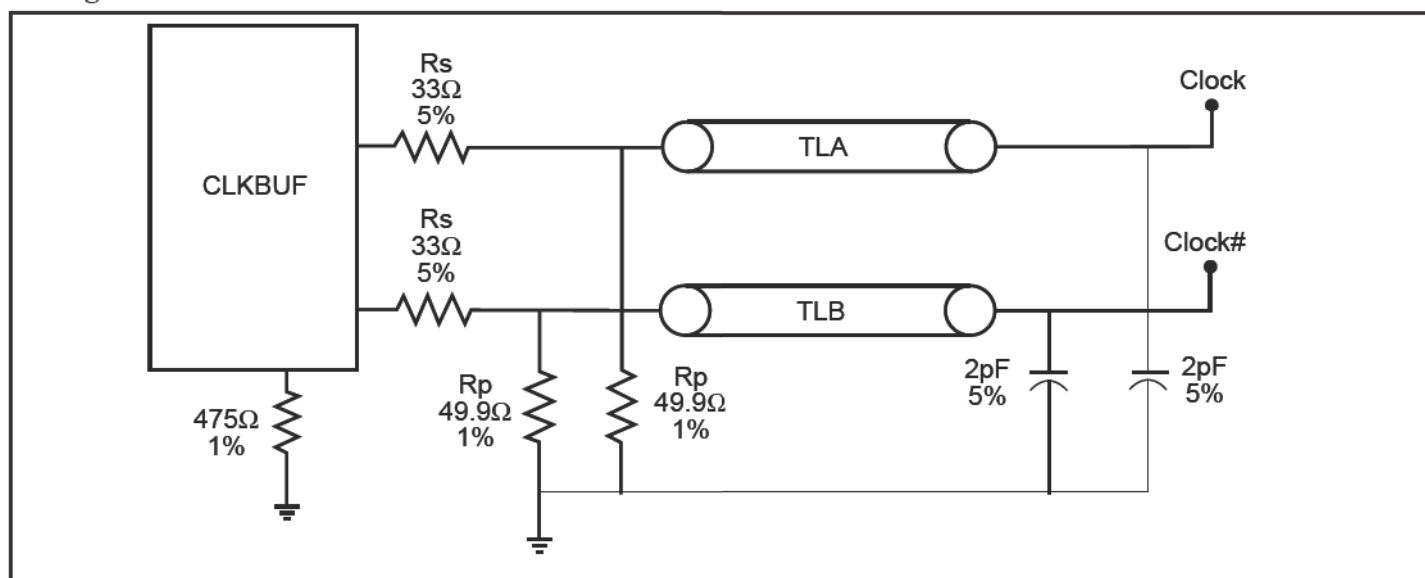 Rs
33Ω
5%
Clock
TLA
CLKBUF
Rs
33Ω
5%
Clock#
TLB
Rp
49.9Ω
1%
Rp
49.9Ω
1%
2pF
5%
2pF
5%
475Ω
1%